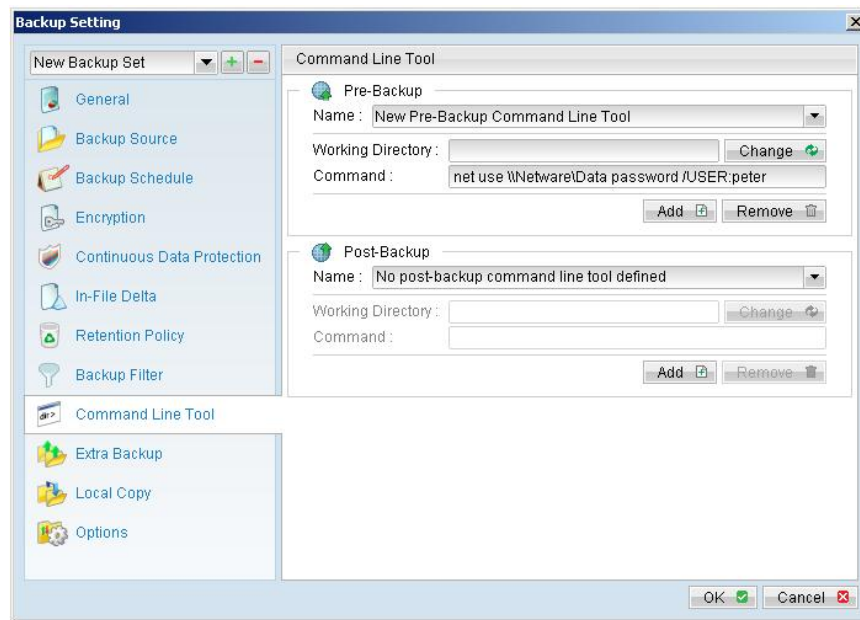 Backup Setting
New Backup Set
General
Backup Source
Backup Schedule
Encryption
Continuous Data Protection
In-File Delta
Retention Policy
Backup Filter
Command Line Tool
Extra Backup
Local Copy
Options
Command Line Tool
Pre-Backup
Name : New Pre-Backup Command Line Tool
Working Directory : Change
Command : net use \\Netware\Data password /USER:peter
Add Remove
Post-Backup
Name : No post-backup command line tool defined
Working Directory : Change
Command :
Add Remove
OK Cancel